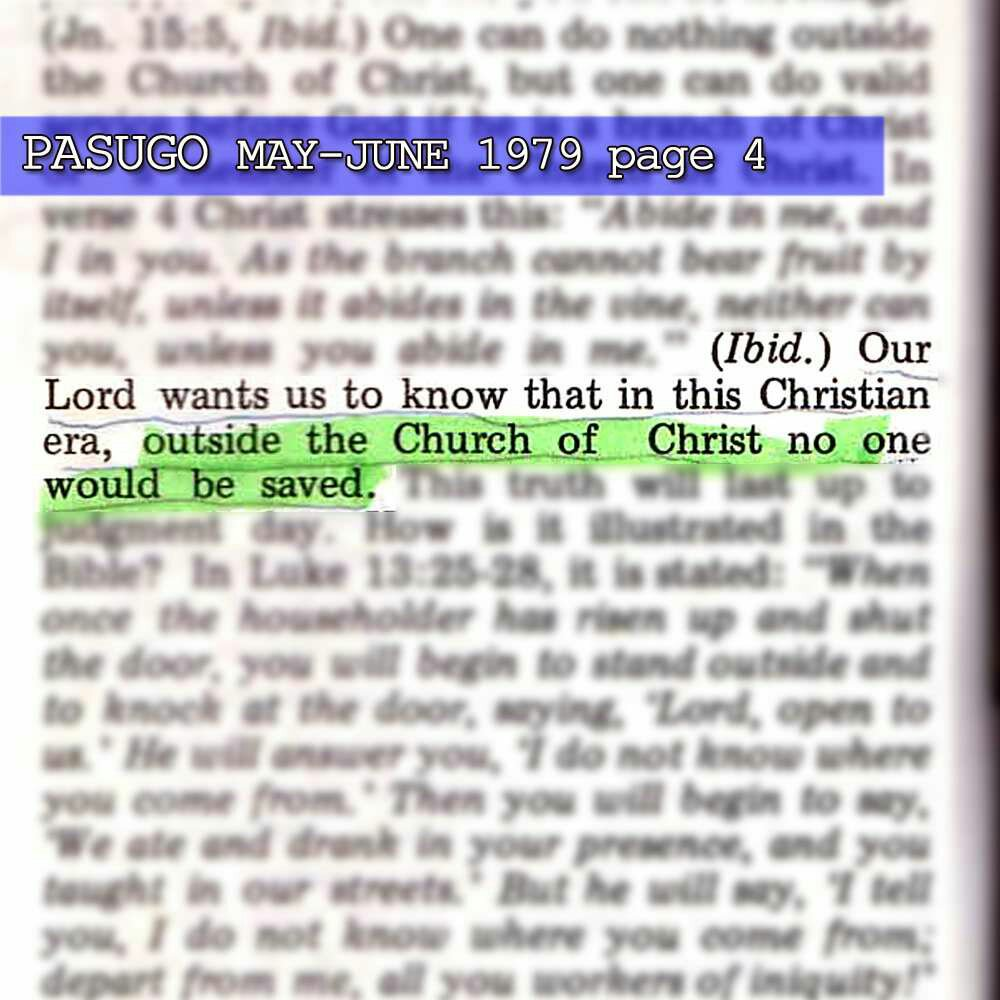 (Jn. 15:5, Ibid.) One can do nothing outside
the Church of Christ, but one can do valid
before God if he is a branch of Christ
PASUGO MAY-JUNE 1979 page 4
Christ. In
verse 4 Christ stresses this: "Abide in me, and
I in you. As the branch cannot bear fruit by
itself, unless it abides in the vine, neither can
you, unless you abide in me." (Ibid.) Our
Lord wants us to know that in this Christian
era, outside the Church of Christ no one
would be saved. This truth will last up to
judgment day. How is it illustrated in the
Bible? In Luke 13:25-28, it is stated: "When
once the householder has risen up and shut
the door, you will begin to stand outside and
to knock at the door, saying, 'Lord, open to
us.' He will answer you, 'I do not know where
you come from.' Then you will begin to say,
'We ate and drank in your presence, and you
taught in our streets.' But he will say, 'I tell
you, I do not know where you come from;
depart from me, all you workers of iniquity!'